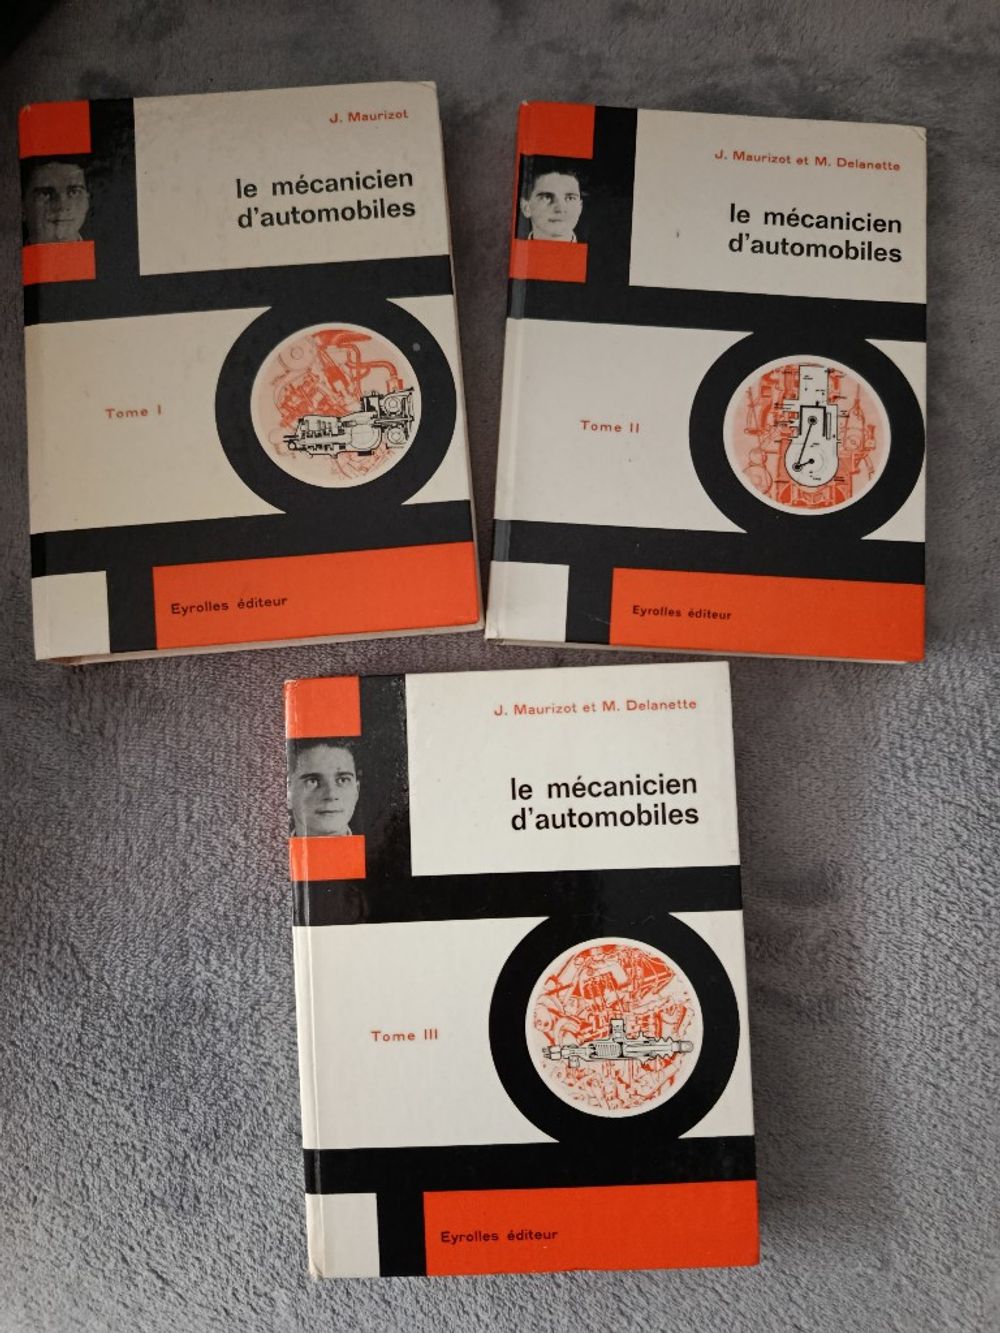 J. Maurizot
le mécanicien
d'automobiles
Tome I
Eyrolles éditeur
J. Maurizot et M. Delanette
le mécanicien
d'automobiles
Tome II
Eyrolles éditeur
J. Maurizot et M. Delanette
le mécanicien
d'automobiles
Tome III
Eyrolles éditeur